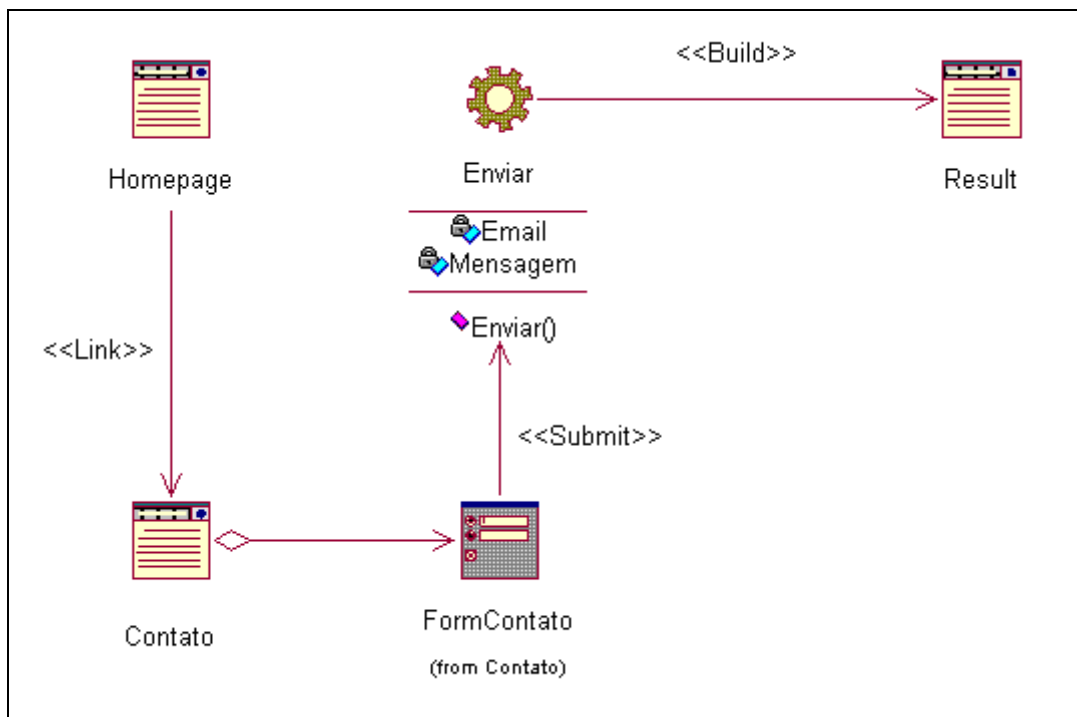 <<Build>>
Homepage
Enviar
Result
Email
Mensagem
Enviar()
<<Link>>
<<Submit>>
Contato
FormContato
(from Contato)